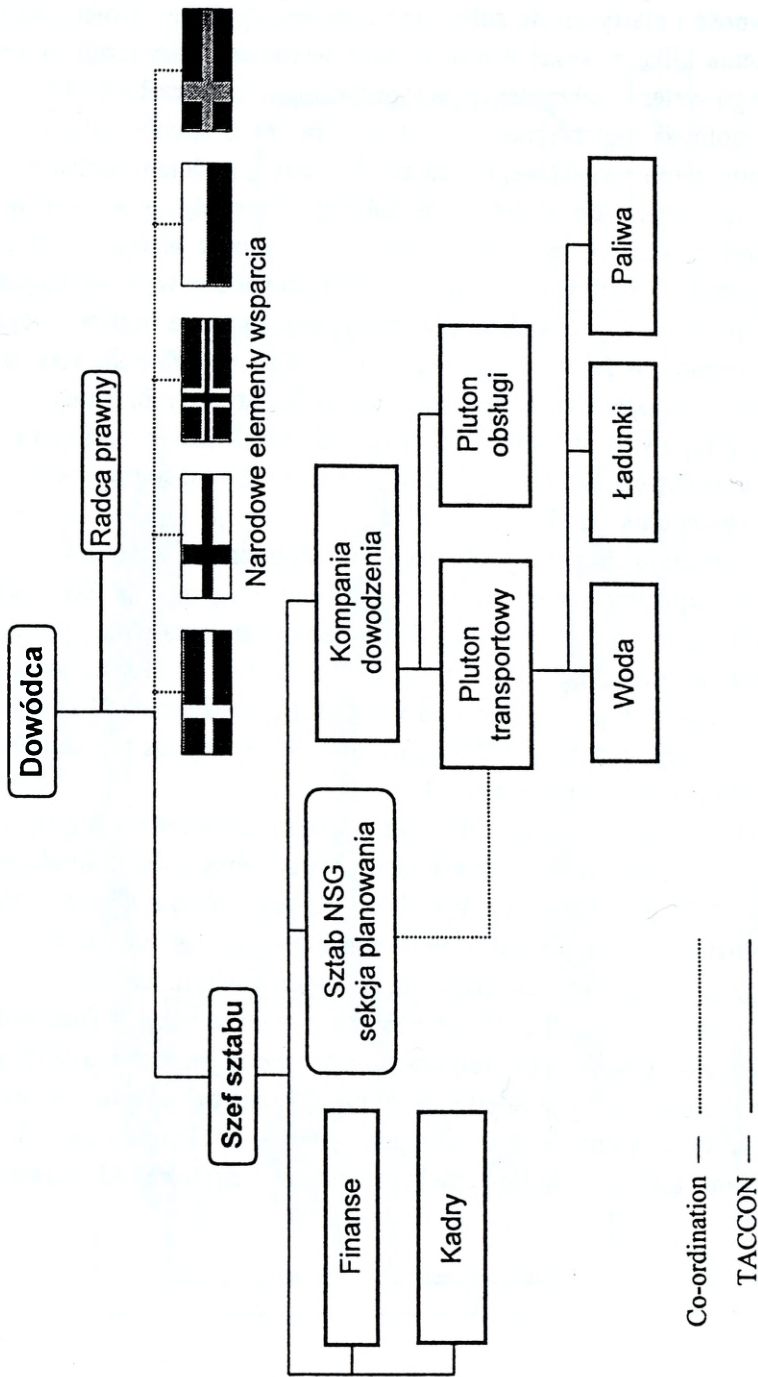 Dowódca
Radca prawny
Narodowe elementy wsparcia
Szef sztabu
Finanse
Kadry
Sztab NSG
sekcja planowania
Kompania
dowodzenia
Pluton
transportowy
Pluton
obsługi
Woda
Ładunki
Paliwa
Co-ordination —
TACCON —